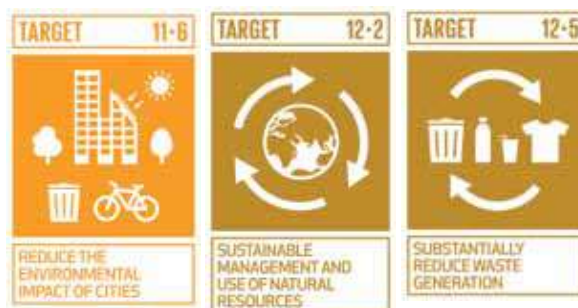 TARGET 11·6
REDUCE THE
ENVIRONMENTAL
IMPACT OF CITIES
TARGET 12·2
SUSTAINABLE
MANAGEMENT AND
USE OF NATURAL
RESOURCES
TARGET 12·5
SUBSTANTIALLY
REDUCE WASTE
GENERATION